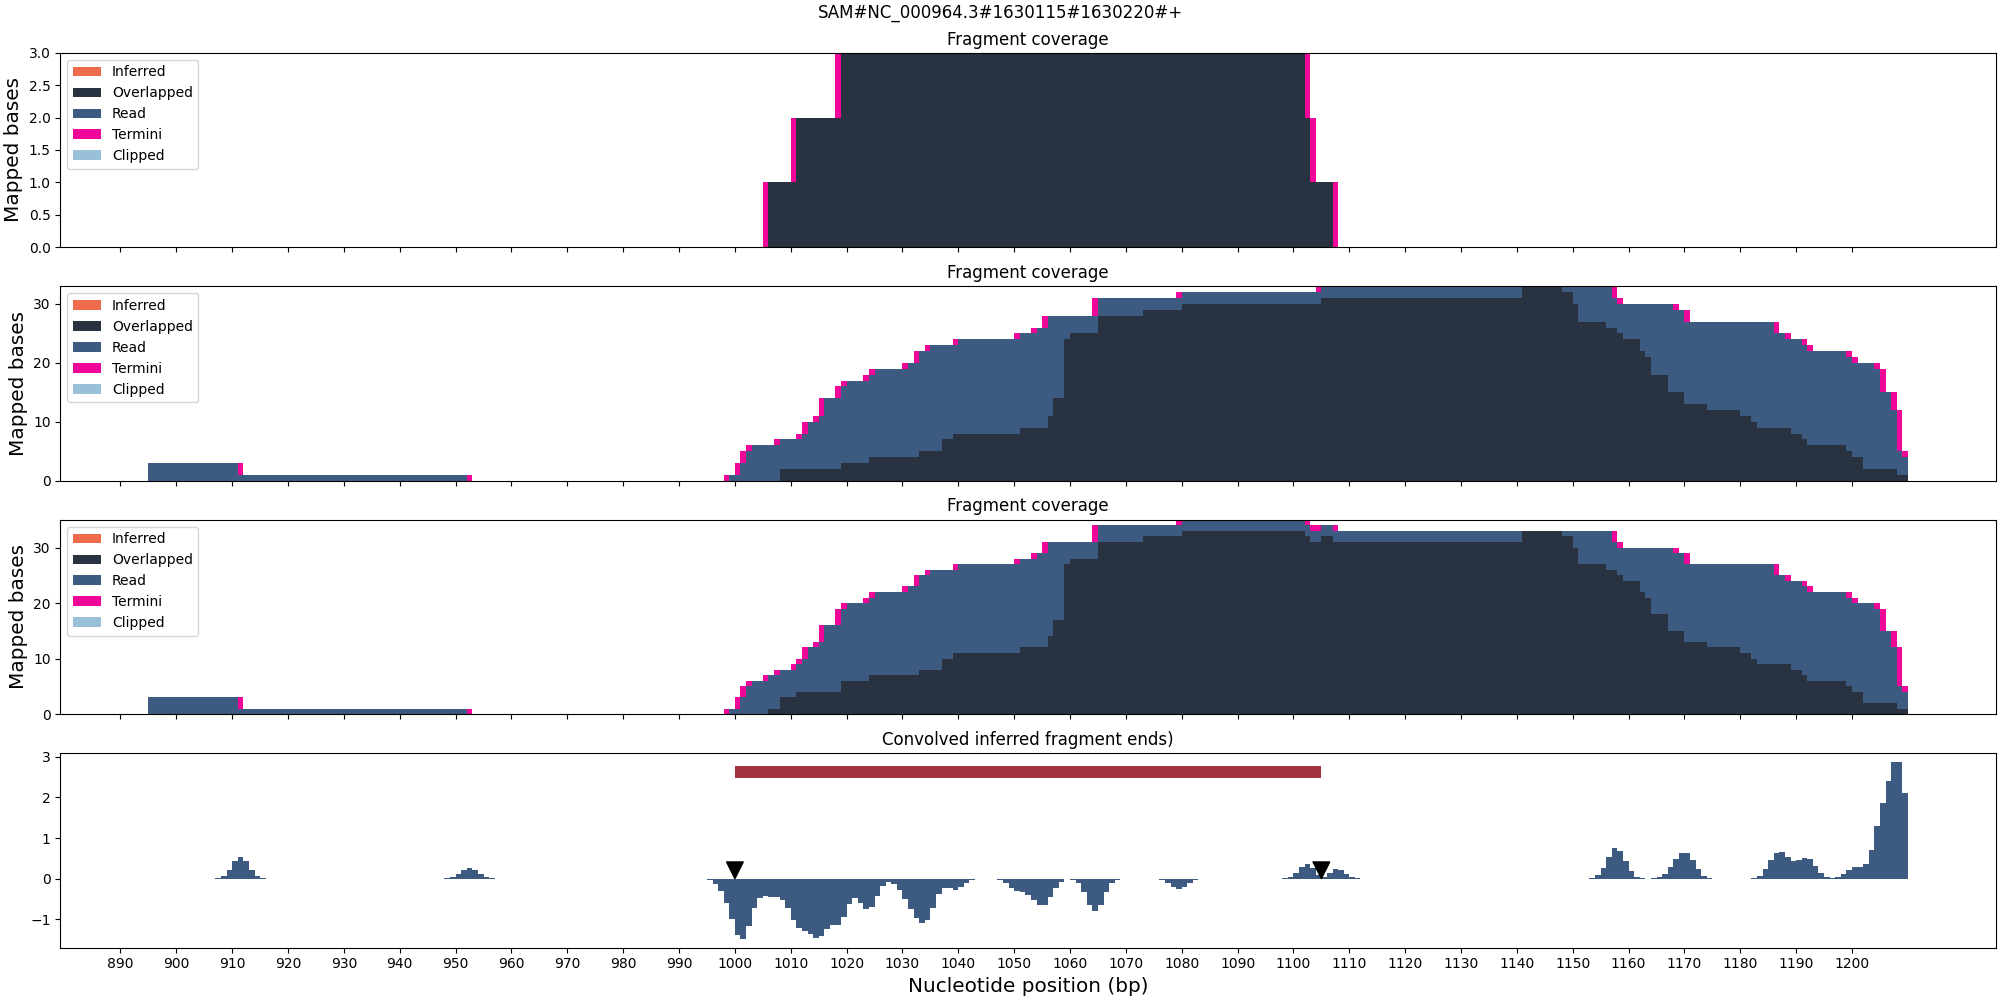 SAM#NC_000964.3#1630115#1630220#+
Fragment coverage
Mapped bases
3.0
2.5
2.0
1.5
1.0
0.5
0.0
Inferred
Overlapped
Read
Termini
Clipped
Fragment coverage
Mapped bases
30
20
10
0
Inferred
Overlapped
Read
Termini
Clipped
Fragment coverage
Mapped bases
30
20
10
0
Inferred
Overlapped
Read
Termini
Clipped
Convolved inferred fragment ends)
3
2
1
0
−1
890 900 910 920 930 940 950 960 970 980 990 1000 1010 1020 1030 1040 1050 1060 1070 1080 1090 1100 1110 1120 1130 1140 1150 1160 1170 1180 1190 1200
Nucleotide position (bp)